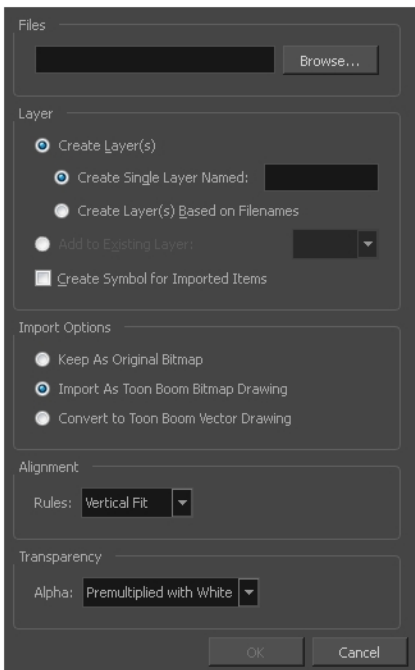 Files
Browse...
Layer
Create Layer(s)
Create Single Layer Named:
Create Layer(s) Based on Filenames
Add to Existing Layer:
Create Symbol for Imported Items
Import Options
Keep As Original Bitmap
Import As Toon Boom Bitmap Drawing
Convert to Toon Boom Vector Drawing
Alignment
Rules: Vertical Fit
Transparency
Alpha: Premultiplied with White
OK Cancel